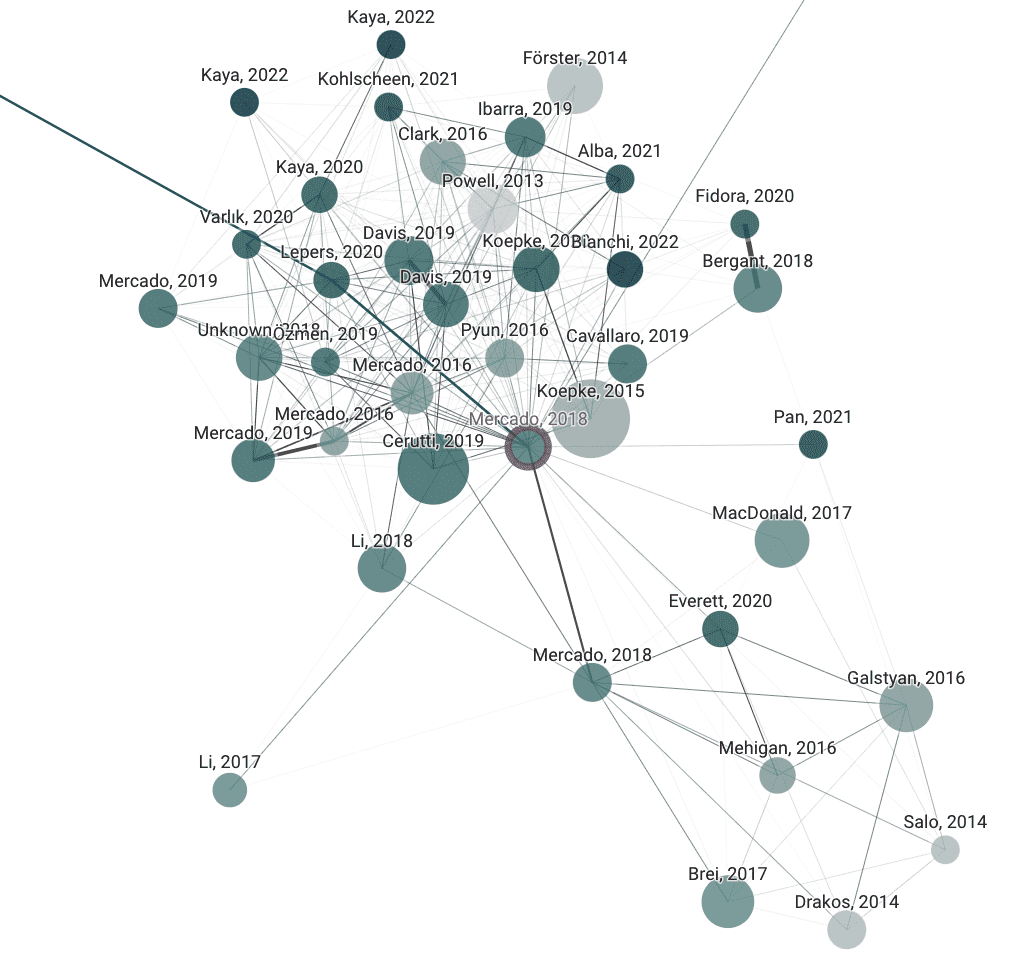 Kaya, 2022
Förster, 2014
Kaya, 2022
Kohlscheen, 2021
Ibarra, 2019
Clark, 2016
Alba, 2021
Kaya, 2020
Powell, 2013
Fidora, 2020
Varlık, 2020
Davis, 2019
Koepke,
Bianchi, 2022
Lepers, 2020
Bergant, 2018
Mercado, 2019
Davis, 2019
Unknown, 2018
Özmen, 2019
Pyun, 2016
Cavallaro, 2019
Mercado, 2016
Koepke, 2015
Mercado, 2016
Mercado, 2018
Pan, 2021
Mercado, 2019
Cerutti, 2019
MacDonald, 2017
Li, 2018
Everett, 2020
Mercado, 2018
Galstyan, 2016
Mehigan, 2016
Li, 2017
Salo, 2014
Brei, 2017
Drakos, 2014